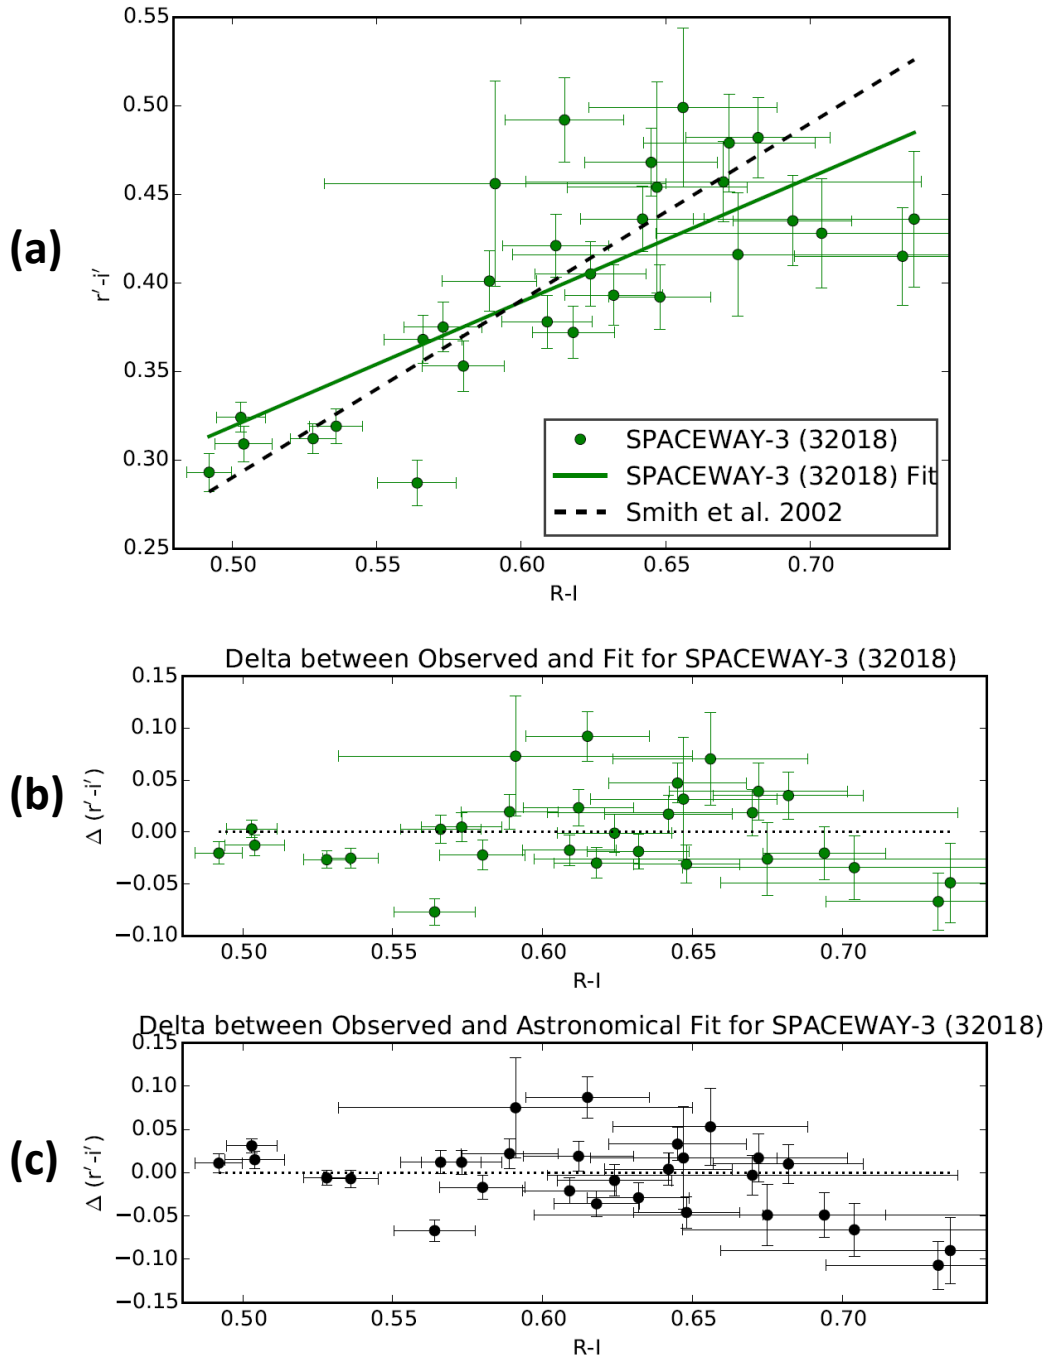 (a)
0.55
0.50
0.45
0.40
0.35
0.30
0.25
r′-i′
SPACEWAY-3 (32018)
SPACEWAY-3 (32018) Fit
Smith et al. 2002
0.50 0.55 0.60 0.65 0.70
R-I
(b)
Delta between Observed and Fit for SPACEWAY-3 (32018)
0.15
0.10
0.05
0.00
−0.05
−0.10
Δ (r′-i′)
0.50 0.55 0.60 0.65 0.70
R-I
(c)
Delta between Observed and Astronomical Fit for SPACEWAY-3 (32018)
0.15
0.10
0.05
0.00
−0.05
−0.10
−0.15
Δ (r′-i′)
0.50 0.55 0.60 0.65 0.70
R-I